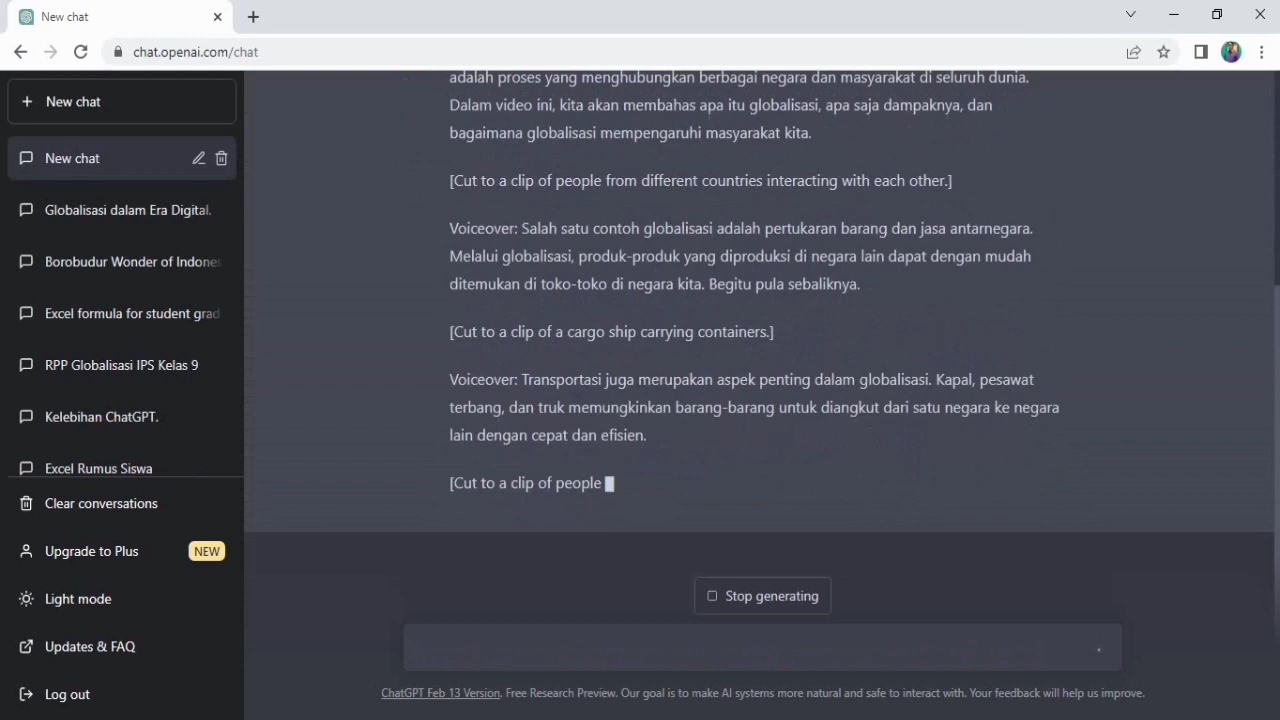 New chat
chat.openai.com/chat
New chat
New chat
Globalisasi dalam Era Digital.
Borobudur Wonder of Indones
Excel formula for student grad
RPP Globalisasi IPS Kelas 9
Kelebihan ChatGPT.
Excel Rumus Siswa
Clear conversations
Upgrade to Plus NEW
Light mode
Updates & FAQ
Log out
adalah proses yang menghubungkan berbagai negara dan masyarakat di seluruh dunia.
Dalam video ini, kita akan membahas apa itu globalisasi, apa saja dampaknya, dan
bagaimana globalisasi mempengaruhi masyarakat kita.
[Cut to a clip of people from different countries interacting with each other.]
Voiceover: Salah satu contoh globalisasi adalah pertukaran barang dan jasa antarnegara.
Melalui globalisasi, produk-produk yang diproduksi di negara lain dapat dengan mudah
ditemukan di toko-toko di negara kita. Begitu pula sebaliknya.
[Cut to a clip of a cargo ship carrying containers.]
Voiceover: Transportasi juga merupakan aspek penting dalam globalisasi. Kapal, pesawat
terbang, dan truk memungkinkan barang-barang untuk diangkut dari satu negara ke negara
lain dengan cepat dan efisien.
[Cut to a clip of people
Stop generating
ChatGPT Feb 13 Version. Free Research Preview. Our goal is to make AI systems more natural and safe to interact with. Your feedback will help us improve.